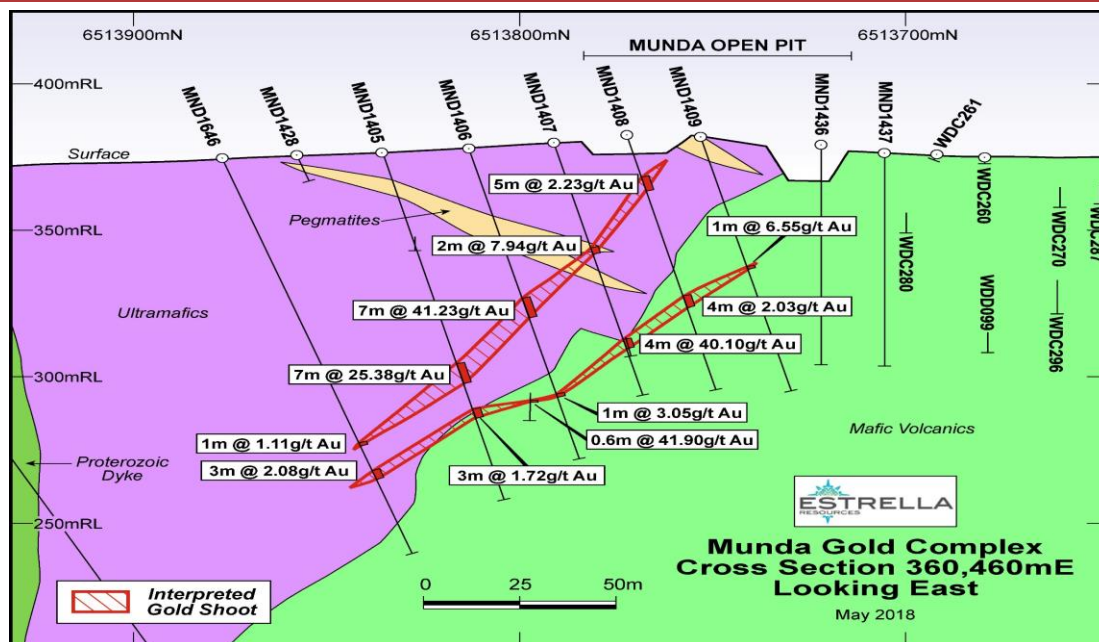 6513900mN
6513800mN
6513700mN
MUNDA OPEN PIT
400mRL
350mRL
300mRL
250mRL
MND1646
MND1428
MND1405
MND1406
MND1407
MND1408
MND1409
MND1436
MND1437
WDC261
WDC260
WDC280
WDD099
WDC270
WDC296
WDC287
Surface
Pegmatites
Ultramafics
Proterozoic
Dyke
Mafic Volcanics
5m @ 2.23g/t Au
2m @ 7.94g/t Au
7m @ 41.23g/t Au
7m @ 25.38g/t Au
1m @ 1.11g/t Au
3m @ 2.08g/t Au
1m @ 6.55g/t Au
4m @ 2.03g/t Au
4m @ 40.10g/t Au
1m @ 3.05g/t Au
0.6m @ 41.90g/t Au
3m @ 1.72g/t Au
ESTRELLA
RESOURCES
Munda Gold Complex
Cross Section 360,460mE
Looking East
May 2018
Interpreted
Gold Shoot
0 25 50m